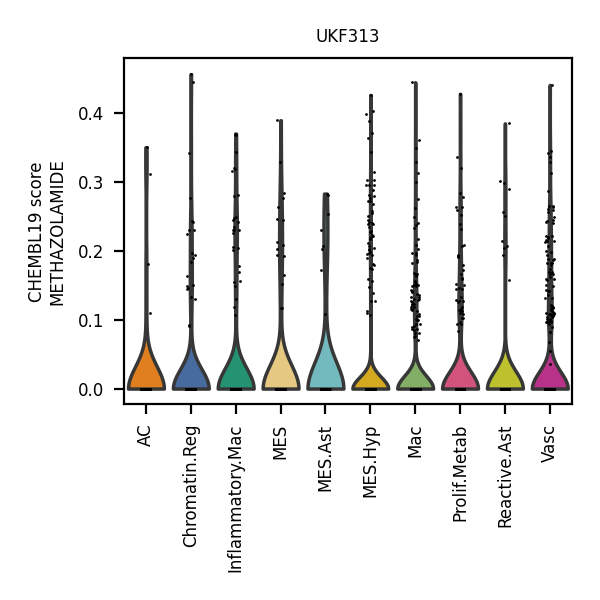 UKF313
CHEMBL19 score
METHAZOLAMIDE
0.4
0.3
0.2
0.1
0.0
AC
Chromatin.Reg
Inflammatory.Mac
MES
MES.Ast
MES.Hyp
Mac
Prolif.Metab
Reactive.Ast
Vasc